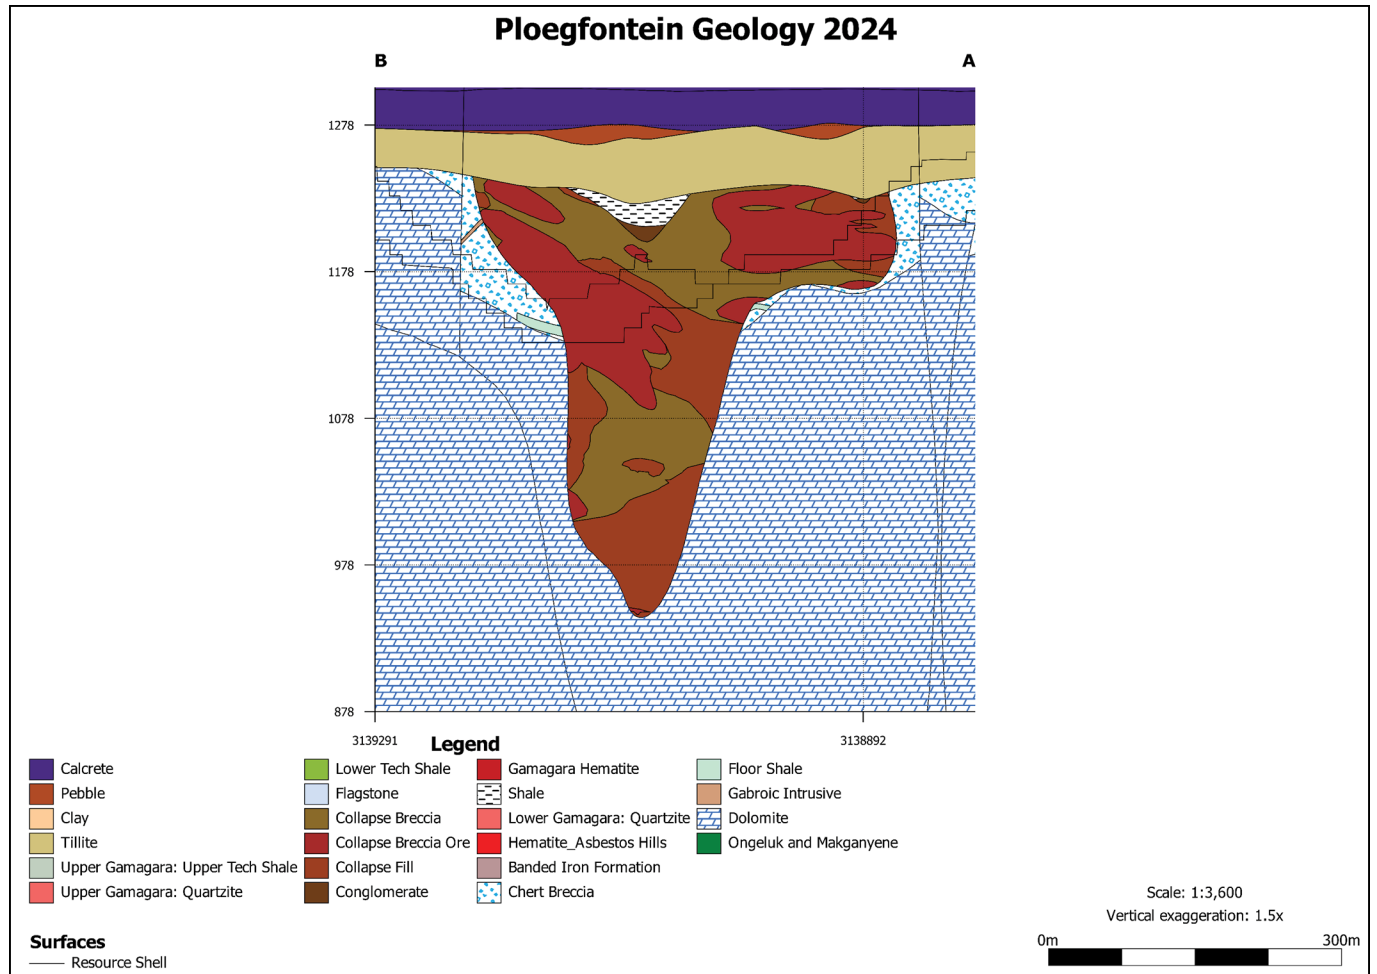 Ploegfontein Geology 2024
B
A
1278
1178
1078
978
878
3139291
3138892
Legend
Calcrete
Pebble
Clay
Tillite
Upper Gamagara: Upper Tech Shale
Upper Gamagara: Quartzite
Lower Tech Shale
Flagstone
Collapse Breccia
Collapse Breccia Ore
Collapse Fill
Conglomerate
Gamagara Hematite
Shale
Lower Gamagara: Quartzite
Hematite_Asbestos Hills
Banded Iron Formation
Chert Breccia
Floor Shale
Gabroic Intrusive
Dolomite
Ongeluk and Makganyene
Surfaces
Resource Shell
Scale: 1:3,600
Vertical exaggeration: 1.5x
0m
300m